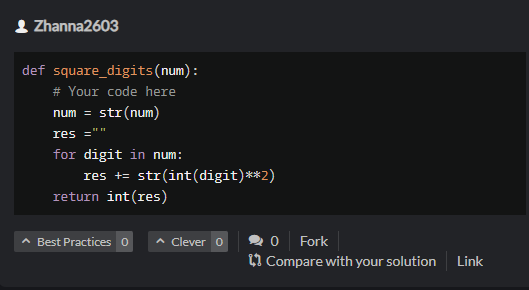 Zhanna2603
def square_digits(num):
    # Your code here
    num = str(num)
    res =""
    for digit in num:
        res += str(int(digit)**2)
    return int(res)
Best Practices 0 Clever 0 0 Fork
Compare with your solution Link